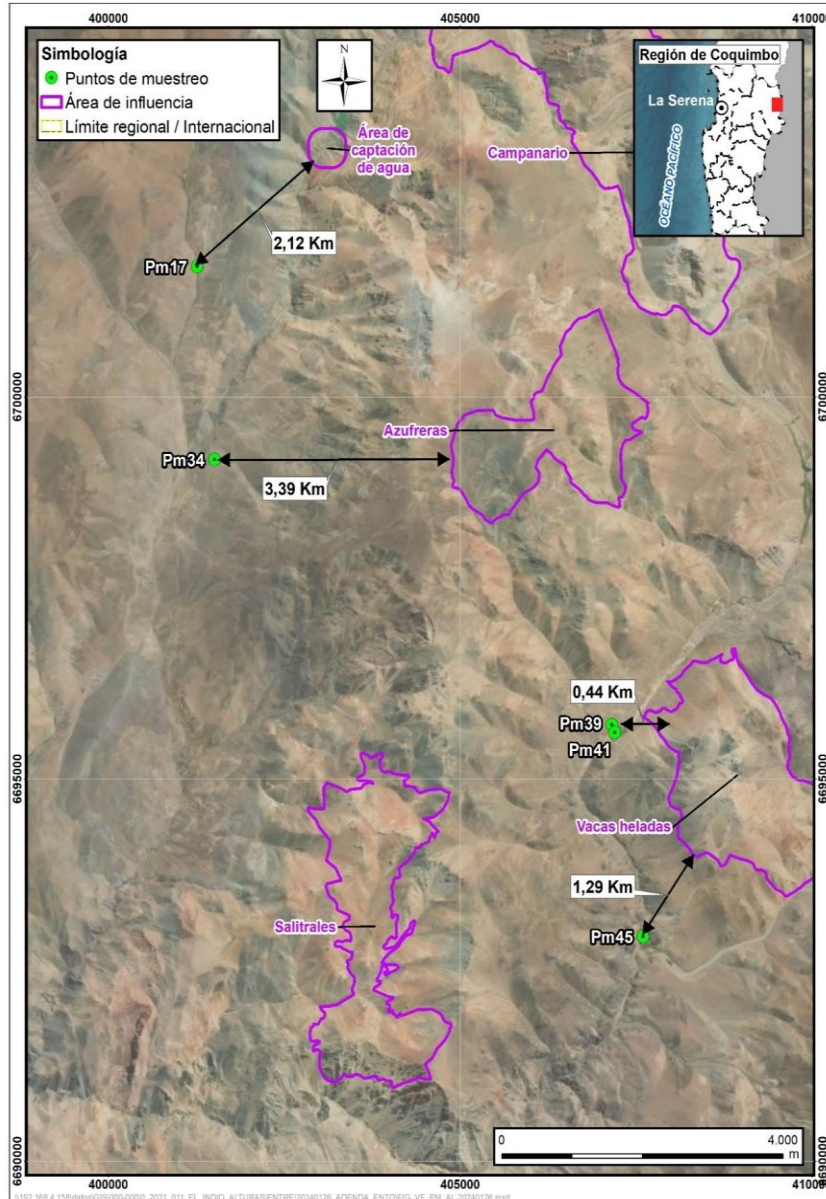 400000
405000
410000
Simbología
Puntos de muestreo
Área de influencia
Límite regional / Internacional
N
Región de Coquimbo
La Serena
OCÉANO PACÍFICO
Área de
captación
de agua
Campanario
2,12 Km
Pm17
6700000
6700000
Azufreras
Pm34
3,39 Km
0,44 Km
Pm39
Pm41
6695000
6695000
Vacas heladas
1,29 Km
Salitrales
Pm45
0
4.000
m
6690000
6690000
400000
405000
410000